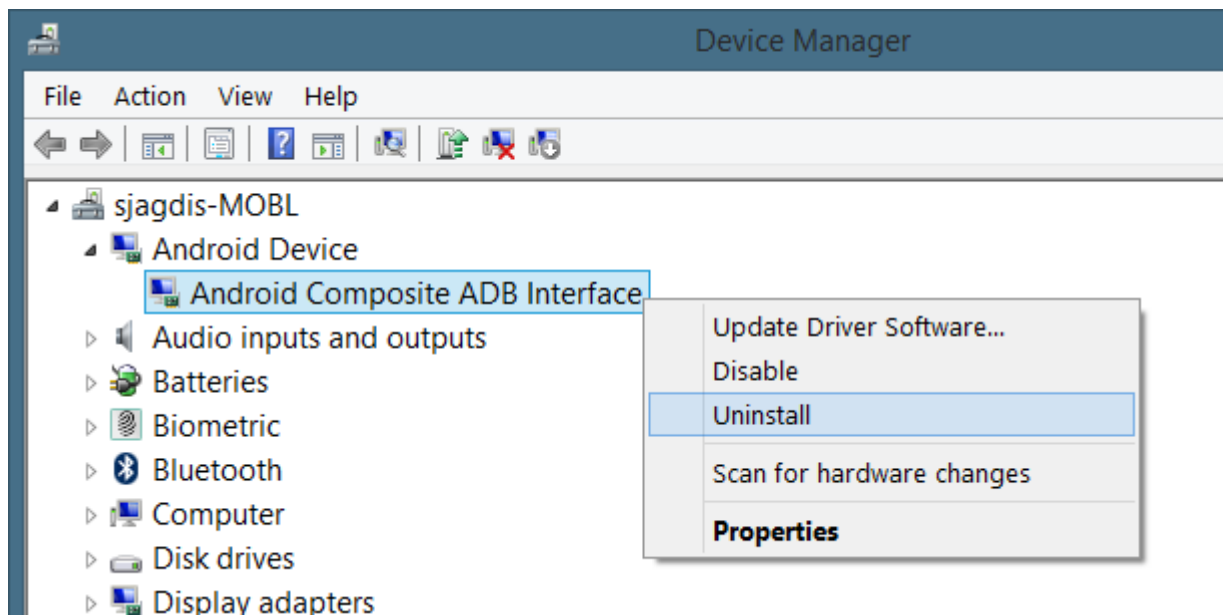 Device Manager
File Action View Help
sjagdis-MOBL
Android Device
Android Composite ADB Interface
Update Driver Software...
Audio inputs and outputs
Disable
Batteries
Uninstall
Biometric
Bluetooth
Scan for hardware changes
Computer
Properties
Disk drives
Display adapters